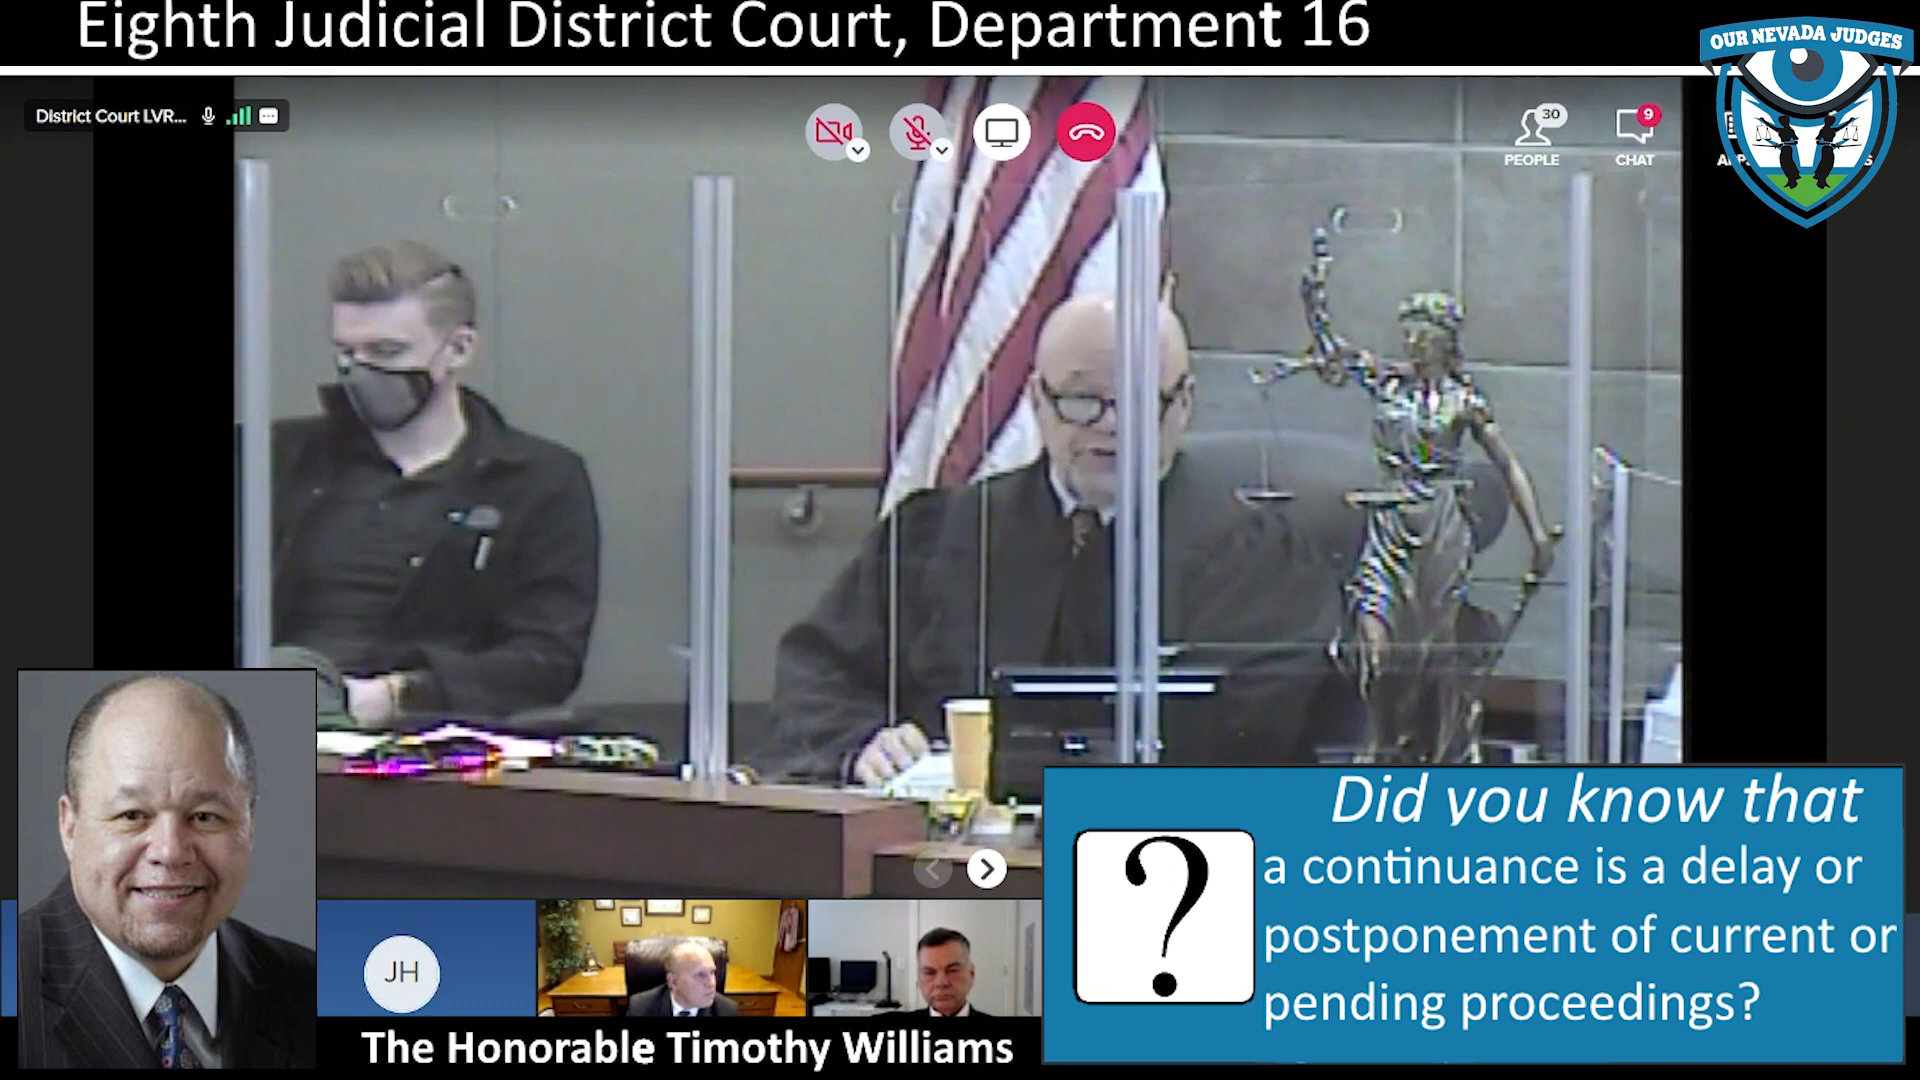 Eighth Judicial District Court, Department 16
OUR NEVADA JUDGES
District Court LVR...
30
9
PEOPLE
CHAT
Did you know that
a continuance is a delay or
postponement of current or
pending proceedings?
?
JH
The Honorable Timothy Williams